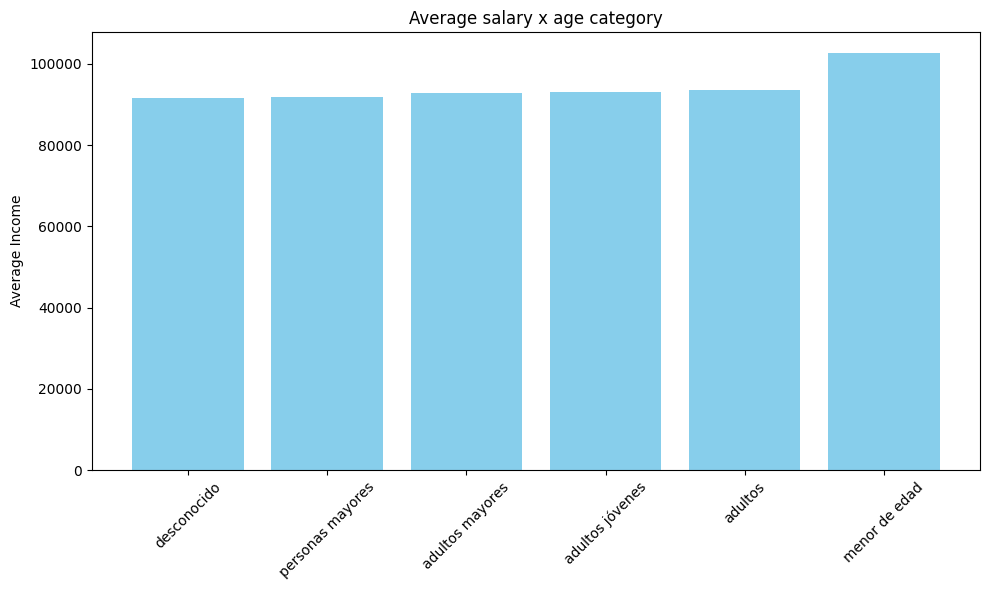 Average salary x age category
Average Income
100000
80000
60000
40000
20000
0
desconocido
personas mayores
adultos mayores
adultos jóvenes
adultos
menor de edad